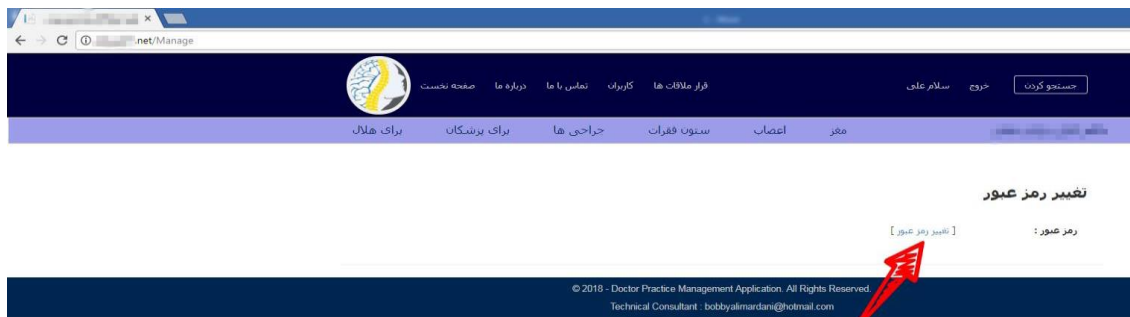 .net/Manage
جستجو کردن خروج سلام علی قرار ملاقات ها کاربران تماس با ما درباره ما صفحه نخست
مغز اعصاب ستون فقرات جراحی ها برای پزشکان برای هلال
تغییر رمز عبور
رمز عبور : [ تغییر رمز عبور ]
© 2018 - Doctor Practice Management Application. All Rights Reserved.
Technical Consultant : bobbyalimardani@hotmail.com